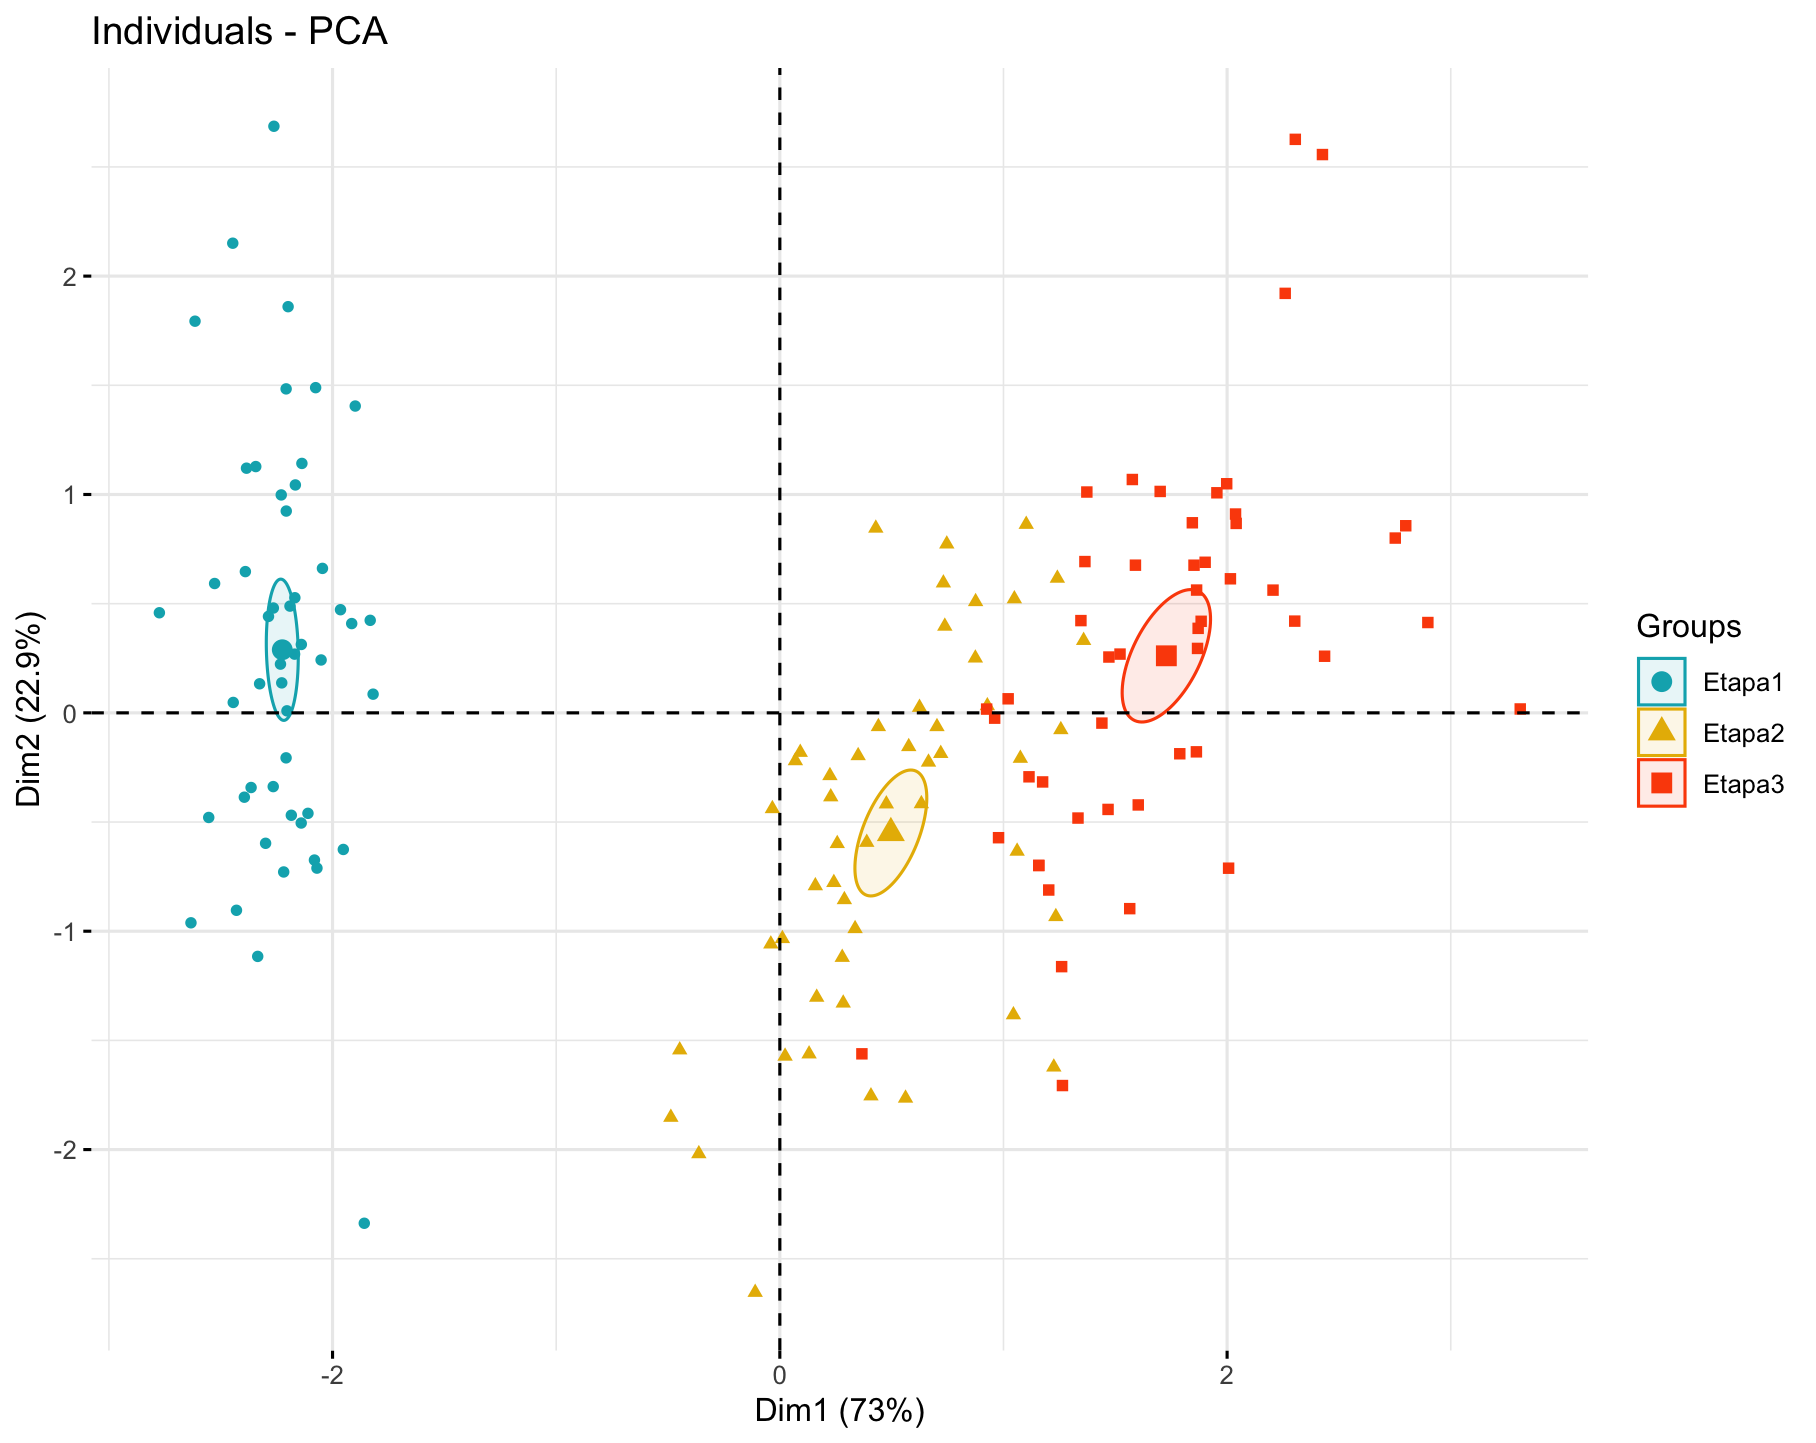 Individuals - PCA
2
1
0
-1
-2
Dim2 (22.9%)
-2
0
2
Dim1 (73%)
Groups
Etapa1
Etapa2
Etapa3